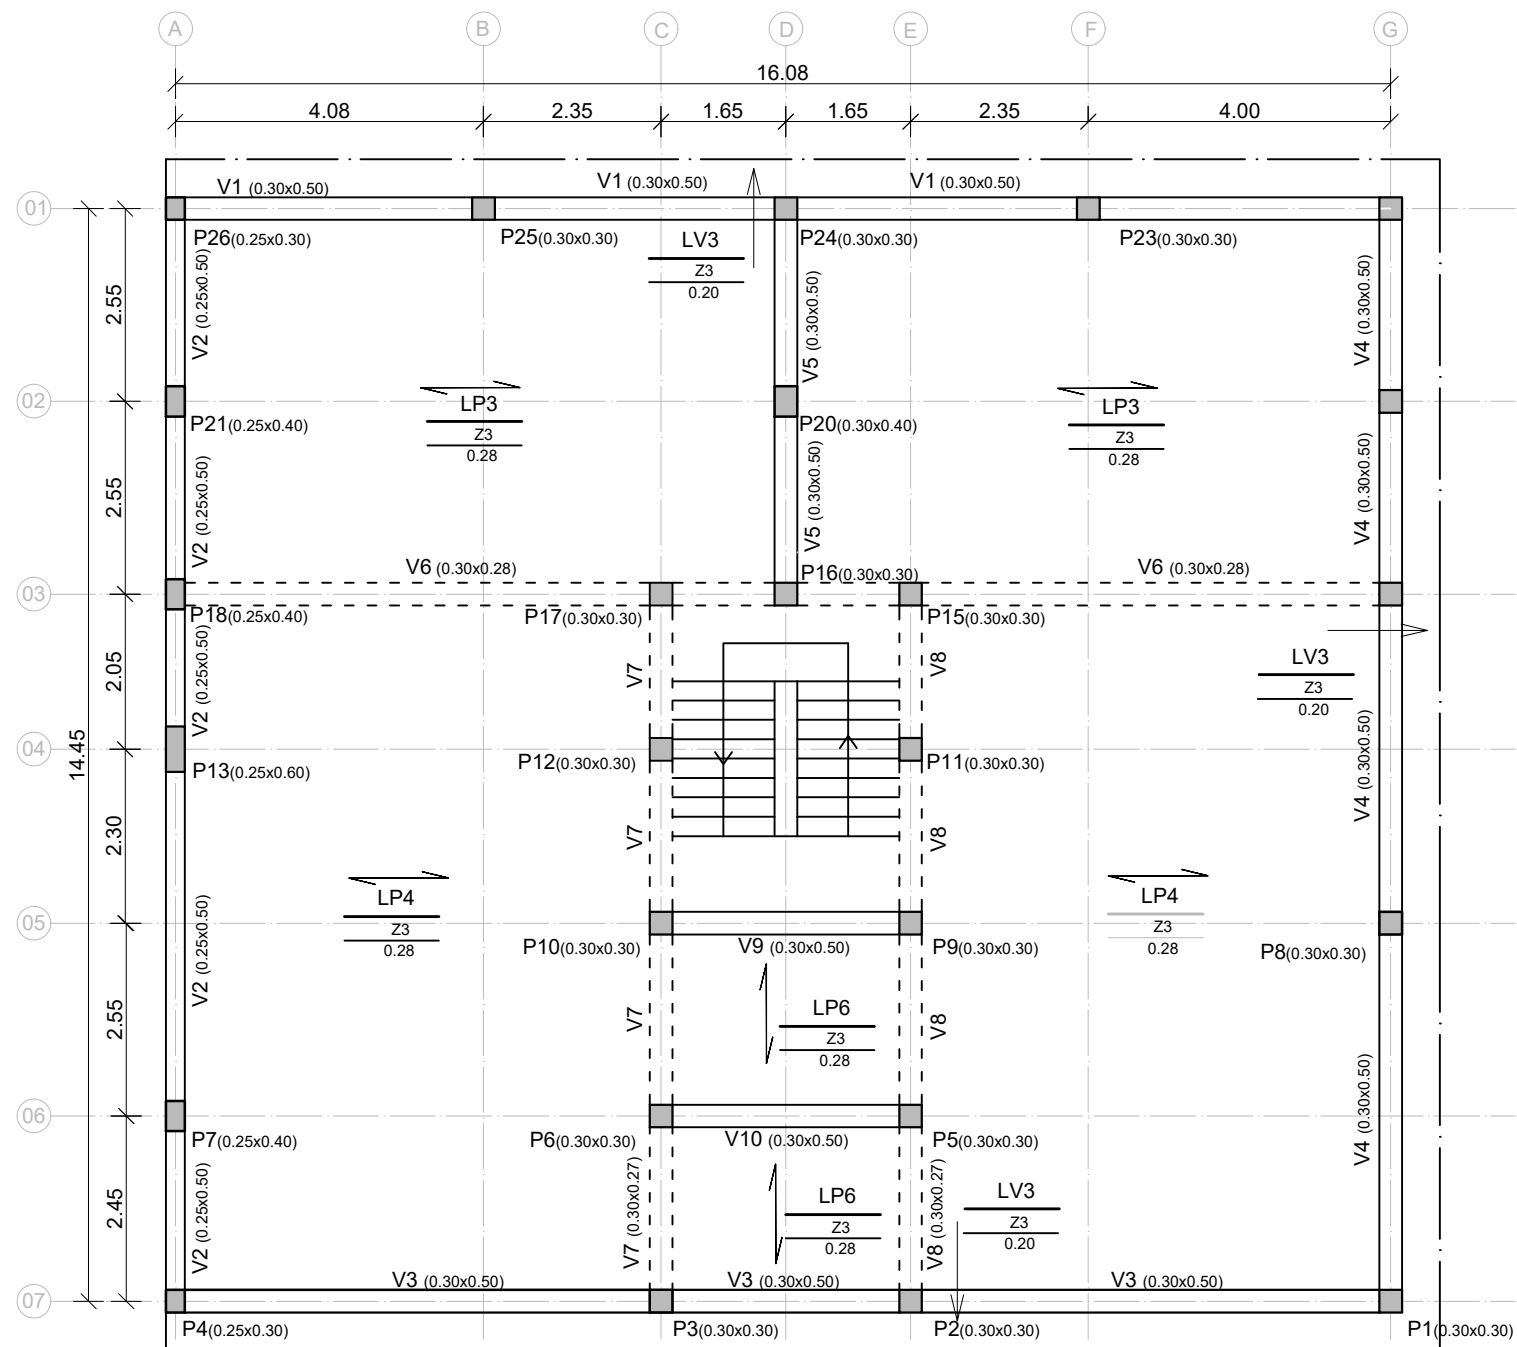 A B C D E F G
16.08
4.08 2.35 1.65 1.65 2.35 4.00
V1 (0.30x0.50) V1 (0.30x0.50) V1 (0.30x0.50)
01
P26(0.25x0.30) P25(0.30x0.30) LV3 P24(0.30x0.30) P23(0.30x0.30)
Z3
0.20
2.55 V2 (0.25x0.50) V5 (0.30x0.50) V4 (0.30x0.50)
02
LP3 LP3
P21(0.25x0.40) P20(0.30x0.40)
Z3 Z3
0.28 0.28
2.55 V2 (0.25x0.50) V5 (0.30x0.50) V4 (0.30x0.50)
V6 (0.30x0.28) P16(0.30x0.30) V6 (0.30x0.28)
03
P18(0.25x0.40) P17(0.30x0.30) P15(0.30x0.30)
2.05 V2 (0.25x0.50) V7 V8 LV3
Z3
0.20
14.45
04
P13(0.25x0.60) P12(0.30x0.30) P11(0.30x0.30) V4 (0.30x0.50)
2.30 V7 V8
LP4 LP4
05
Z3 Z3
0.28 0.28
V2 (0.25x0.50) P10(0.30x0.30) V9 (0.30x0.50) P9(0.30x0.30) P8(0.30x0.30)
2.55 V7 LP6 V8
Z3
0.28
06
P7(0.25x0.40) P6(0.30x0.30) V10 (0.30x0.50) P5(0.30x0.30) V4 (0.30x0.50)
2.45 V2 (0.25x0.50) V7 (0.30x0.27) LP6 V8 (0.30x0.27) LV3
Z3 Z3
0.28 0.20
V3 (0.30x0.50) V3 (0.30x0.50) V3 (0.30x0.50)
07
P4(0.25x0.30) P3(0.30x0.30) P2(0.30x0.30) P1(0.30x0.30)